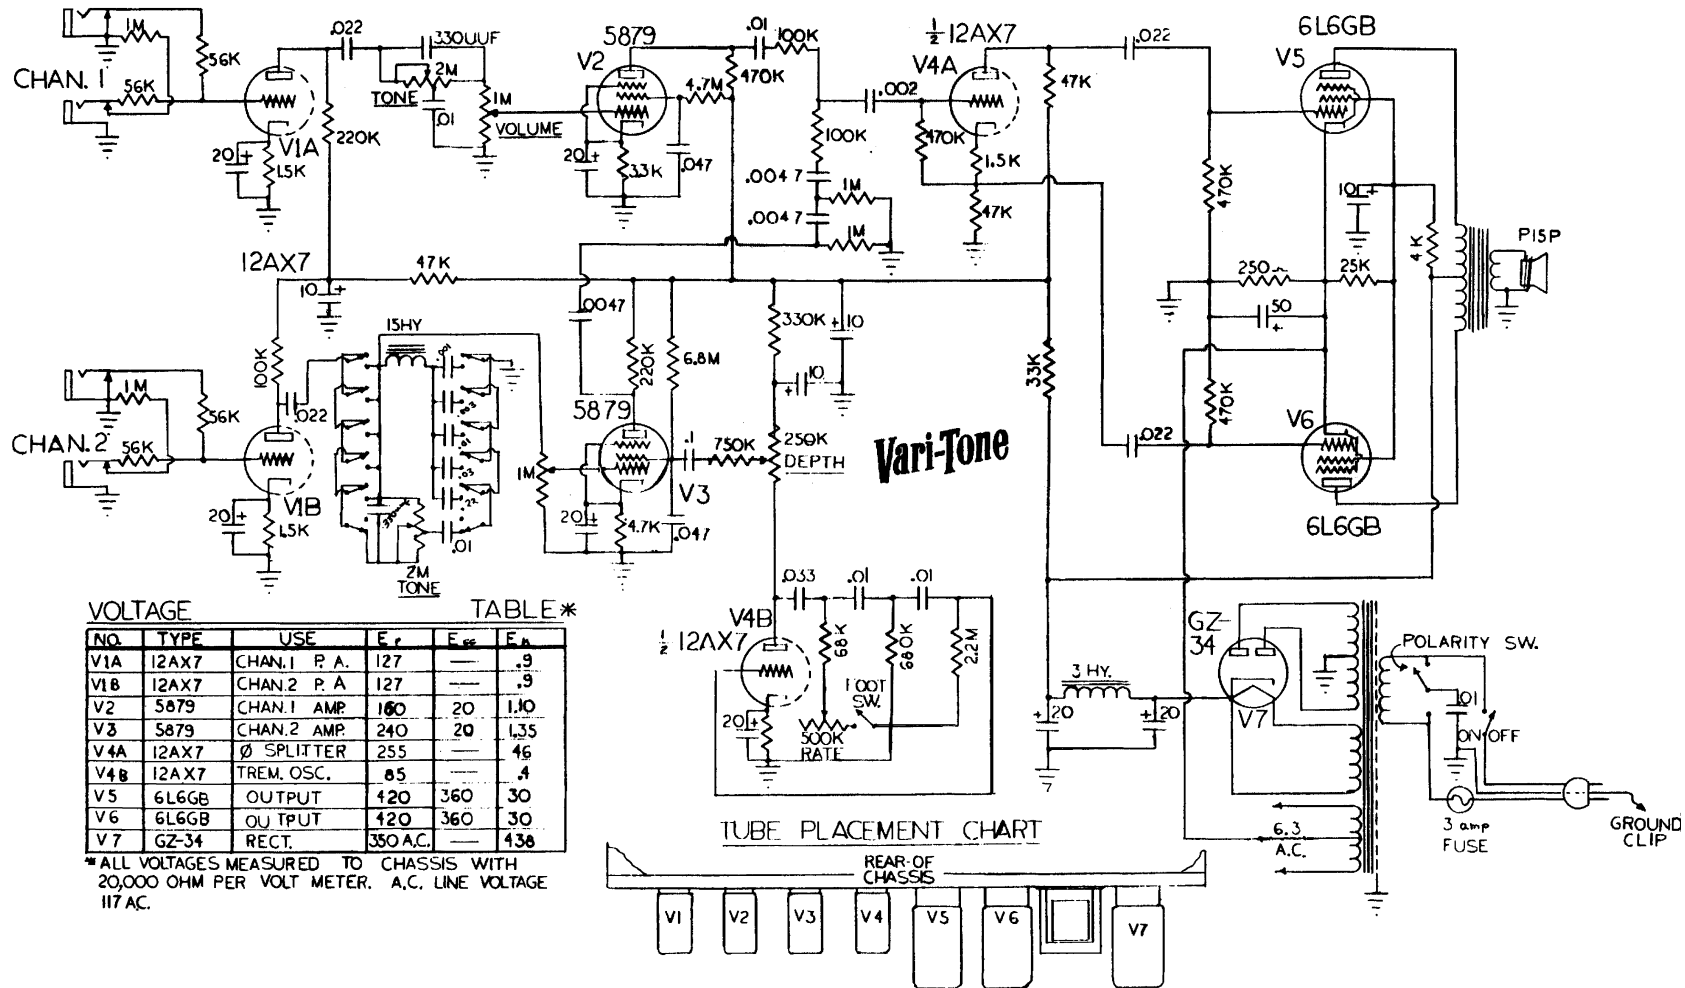 CHAN. 1
1M
56K
56K
20+
1.5K
V1A
220K
.022
330UUF
2M
TONE
.01
1M
VOLUME
5879
V2
470K
4.7M
20+
3.3K
.047
.01
100K
100K
.0047
1M
.0047
1M
.002
½ 12AX7
V4A
470K
1.5K
47K
47K
.022
6L6GB
V5
470K
10+
4K
P15P
250Ω
25K
50
+
470K
V6
6L6GB
.022
12AX7
47K
10+
100K
.022
15HY
.001
.003
.01
.03
.22
.01
2M
TONE
CHAN. 2
1M
56K
56K
20+
1.5K
V1B
1M
.0047
220K
6.8M
5879
V3
20+
4.7K
.047
.1
750K
330K
+10
+10
250K
DEPTH
Vari-Tone
33K
.033
.01
.01
V4B
½ 12AX7
68K
680K
2.2M
FOOT
SW.
500K
RATE
20+
3 HY.
+20
+20
GZ-
34
V7
POLARITY SW.
.01
ON-OFF
6.3
A.C.
3 amp
FUSE
GROUND
CLIP
VOLTAGE TABLE*
NO. TYPE USE Ep Esg Ek
V1A 12AX7 CHAN.1 P. A. 127 — .9
V1B 12AX7 CHAN.2 P. A 127 — .9
V2 5879 CHAN.1 AMP. 160 20 1.10
V3 5879 CHAN.2 AMP. 240 20 1.35
V4A 12AX7 Ø SPLITTER 255 — 46
V4B 12AX7 TREM. OSC. 85 — .4
V5 6L6GB OUTPUT 420 360 30
V6 6L6GB OUTPUT 420 360 30
V7 GZ-34 RECT. 350 A.C. — 438
*ALL VOLTAGES MEASURED TO CHASSIS WITH
20,000 OHM PER VOLT METER. A.C. LINE VOLTAGE
117 A.C.
TUBE PLACEMENT CHART
REAR-OF
CHASSIS
V1 V2 V3 V4 V5 V6 V7